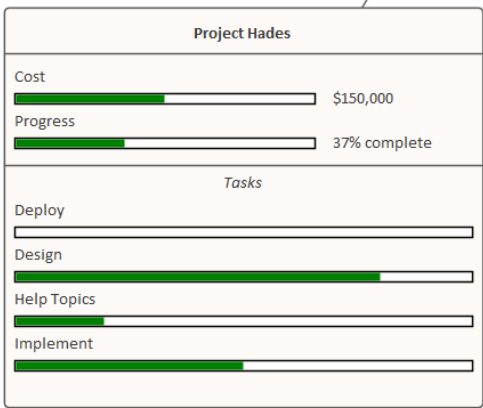 Project Hades
Cost
$150,000
Progress
37% complete
Tasks
Deploy
Design
Help Topics
Implement